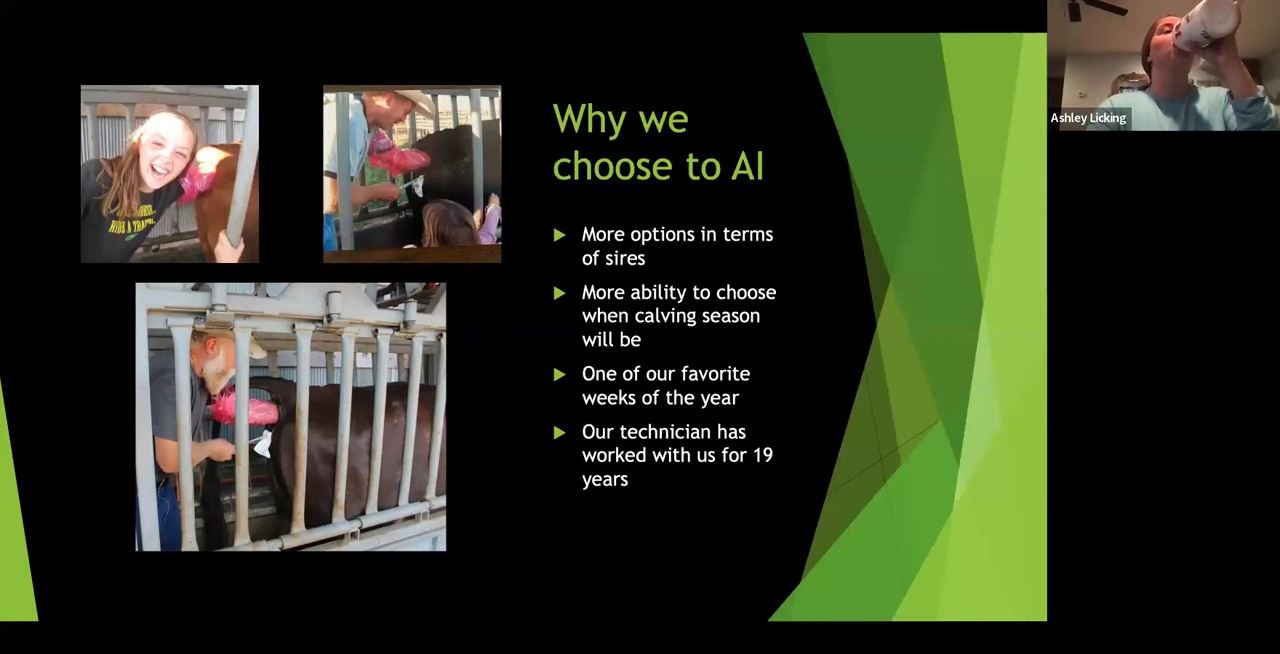 Why we
choose to AI
More options in terms
of sires
More ability to choose
when calving season
will be
One of our favorite
weeks of the year
Our technician has
worked with us for 19
years
Ashley Licking